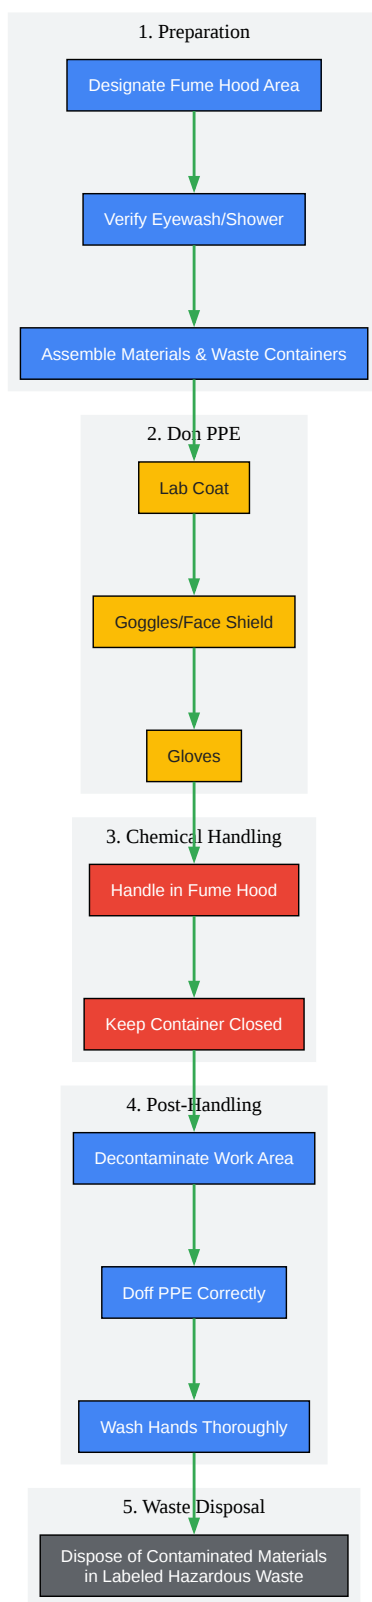 1. Preparation
Designate Fume Hood Area
Verify Eyewash/Shower
Assemble Materials & Waste Containers
2. Don PPE
Lab Coat
Goggles/Face Shield
Gloves
3. Chemical Handling
Handle in Fume Hood
Keep Container Closed
4. Post-Handling
Decontaminate Work Area
Doff PPE Correctly
Wash Hands Thoroughly
5. Waste Disposal
Dispose of Contaminated Materials
in Labeled Hazardous Waste